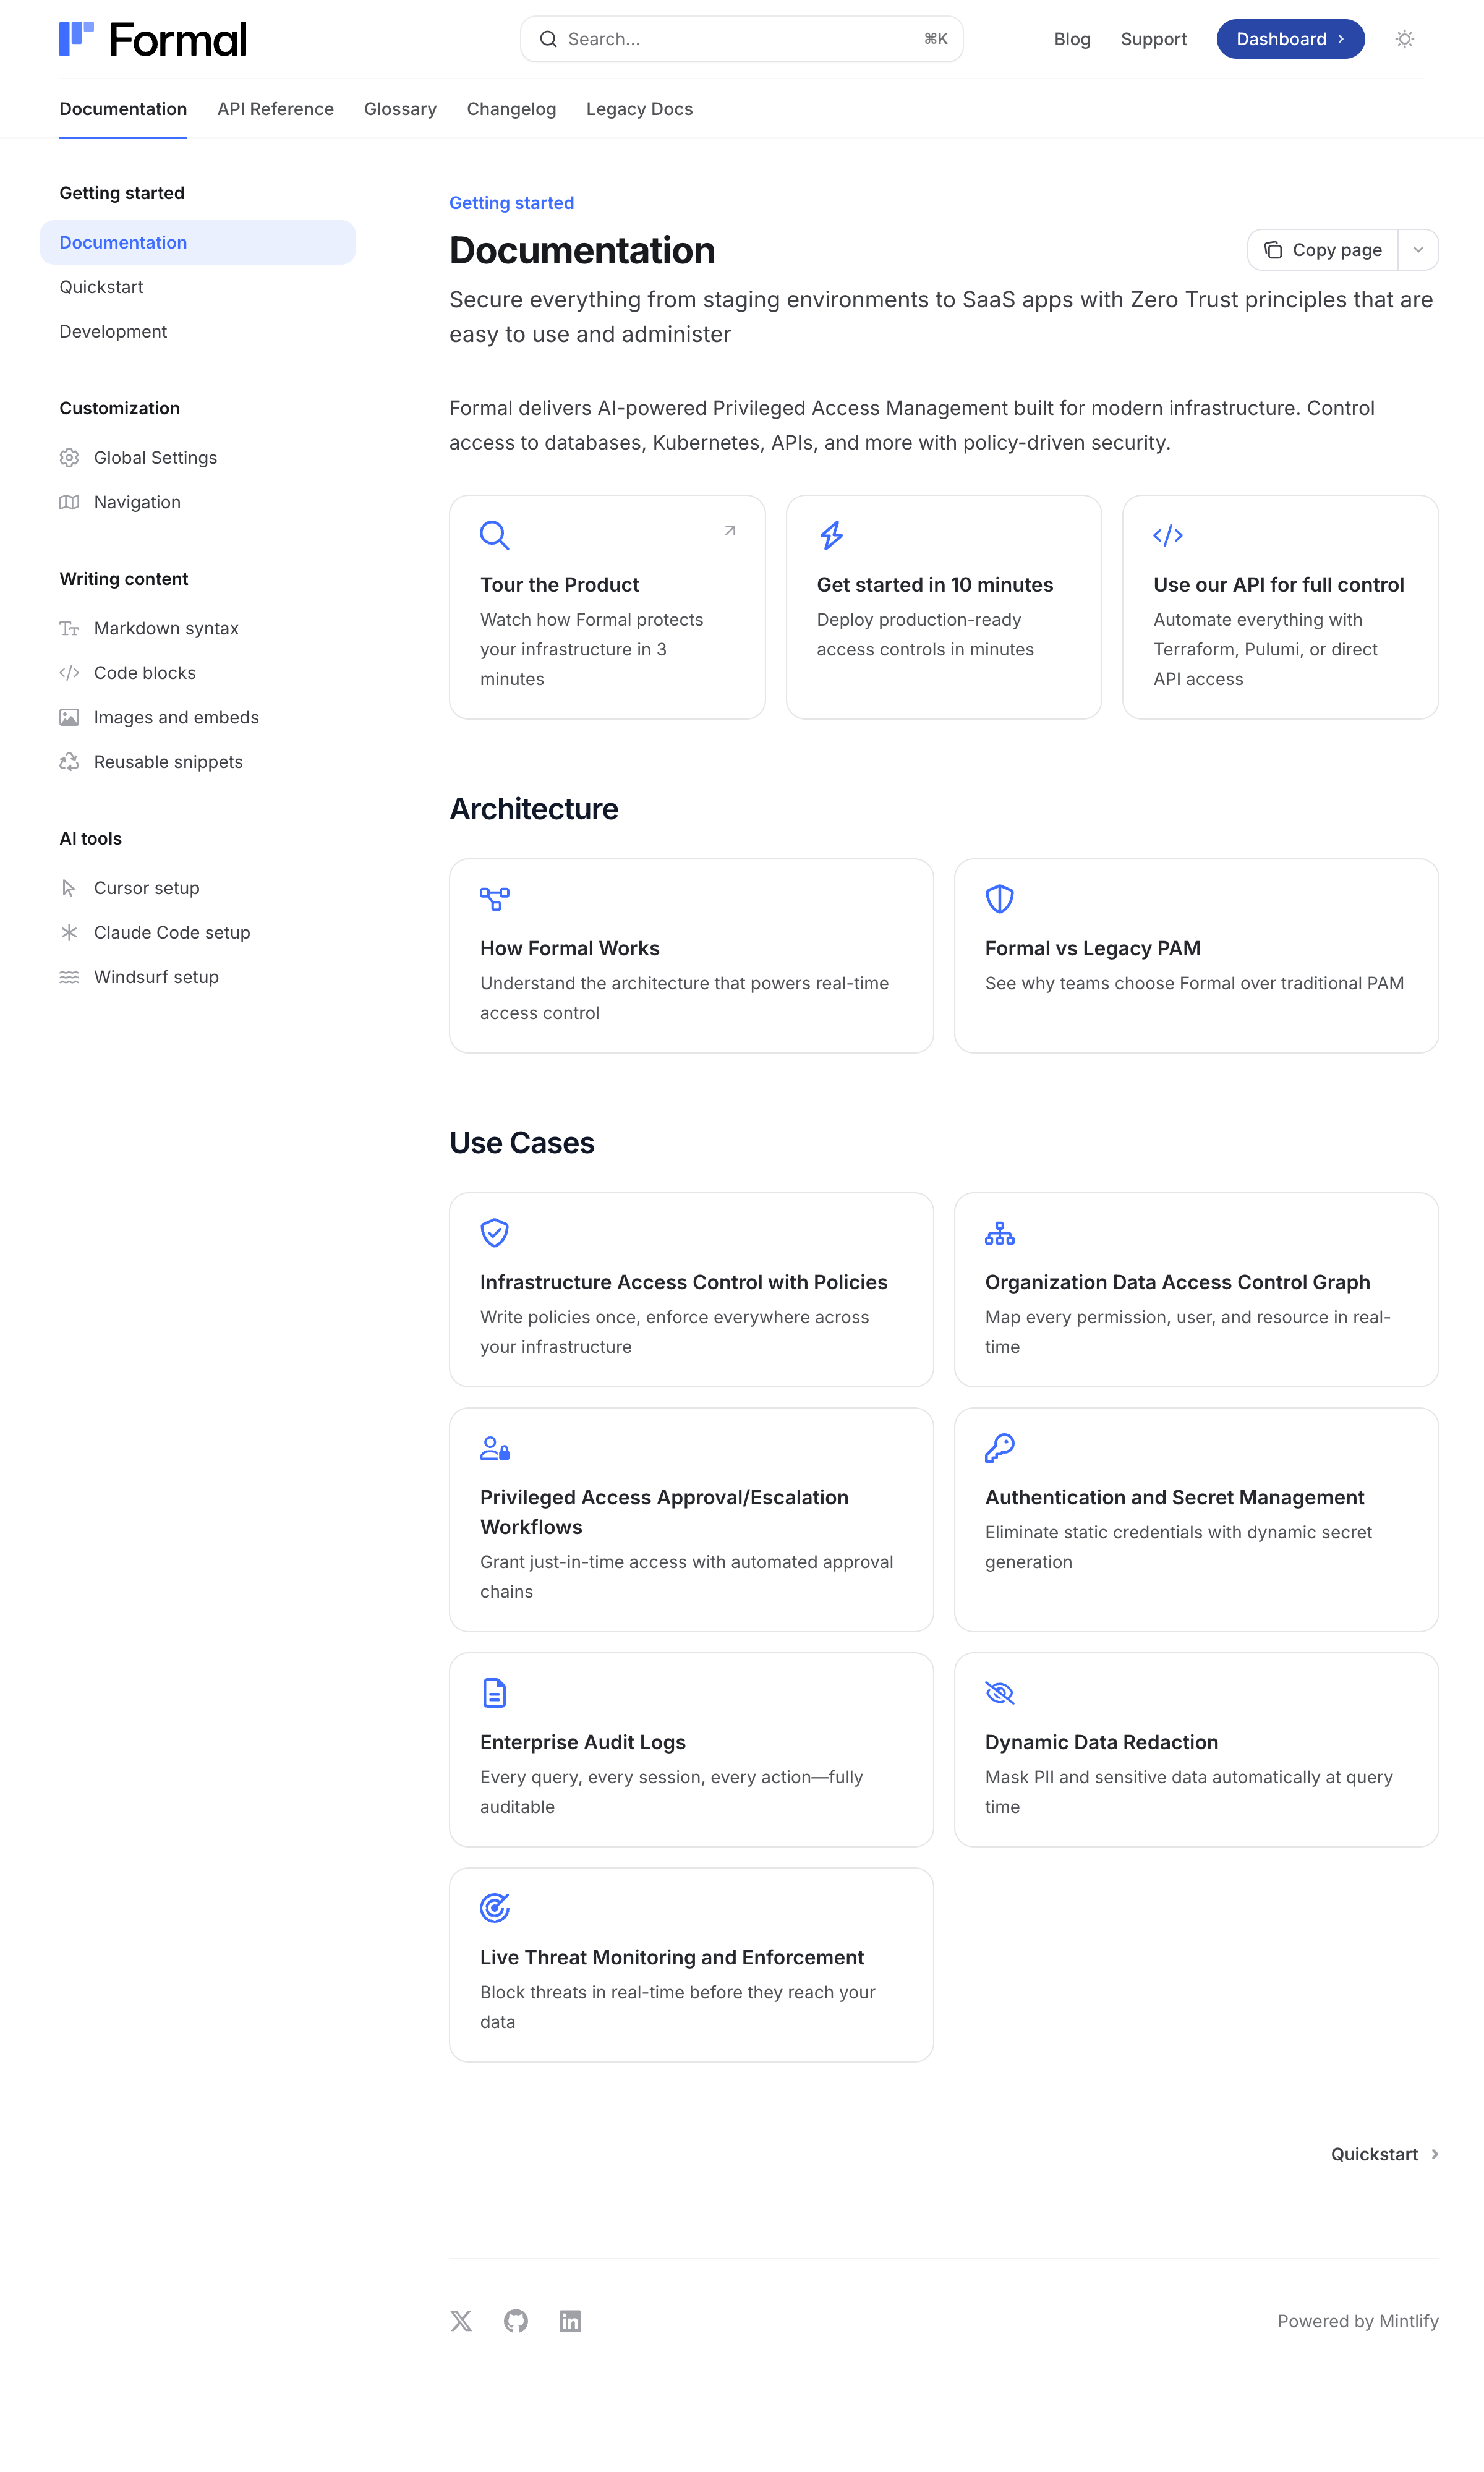 Formal
Search...
⌘K
Blog
Support
Dashboard
Documentation
API Reference
Glossary
Changelog
Legacy Docs
Getting started
Documentation
Quickstart
Development
Customization
Global Settings
Navigation
Writing content
Markdown syntax
Code blocks
Images and embeds
Reusable snippets
AI tools
Cursor setup
Claude Code setup
Windsurf setup
Getting started
Documentation
Copy page
Secure everything from staging environments to SaaS apps with Zero Trust principles that are
easy to use and administer
Formal delivers AI-powered Privileged Access Management built for modern infrastructure. Control
access to databases, Kubernetes, APIs, and more with policy-driven security.
Tour the Product
Watch how Formal protects
your infrastructure in 3
minutes
Get started in 10 minutes
Deploy production-ready
access controls in minutes
Use our API for full control
Automate everything with
Terraform, Pulumi, or direct
API access
Architecture
How Formal Works
Understand the architecture that powers real-time
access control
Formal vs Legacy PAM
See why teams choose Formal over traditional PAM
Use Cases
Infrastructure Access Control with Policies
Write policies once, enforce everywhere across
your infrastructure
Organization Data Access Control Graph
Map every permission, user, and resource in real-
time
Privileged Access Approval/Escalation
Workflows
Grant just-in-time access with automated approval
chains
Authentication and Secret Management
Eliminate static credentials with dynamic secret
generation
Enterprise Audit Logs
Every query, every session, every action—fully
auditable
Dynamic Data Redaction
Mask PII and sensitive data automatically at query
time
Live Threat Monitoring and Enforcement
Block threats in real-time before they reach your
data
Quickstart
Powered by Mintlify